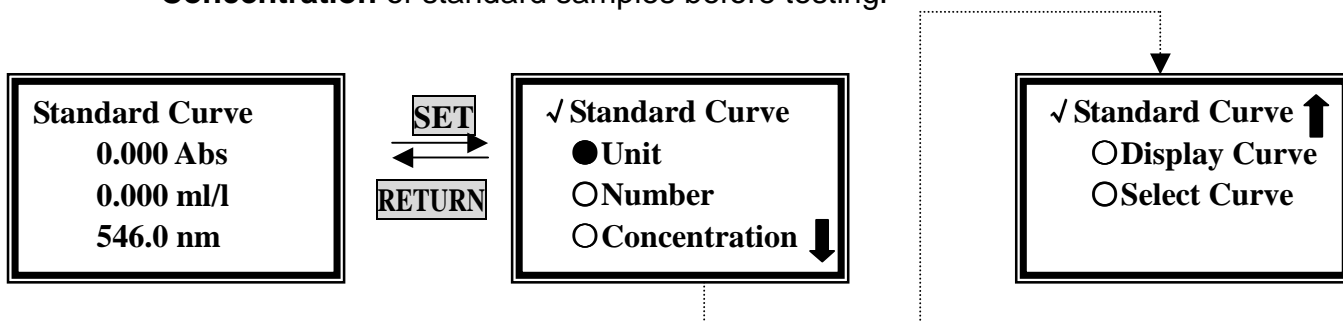 Concentration of standard samples before testing.
Standard Curve
0.000 Abs
0.000 ml/l
546.0 nm
SET
RETURN
√ Standard Curve
●Unit
○Number
○Concentration
√ Standard Curve
○Display Curve
○Select Curve